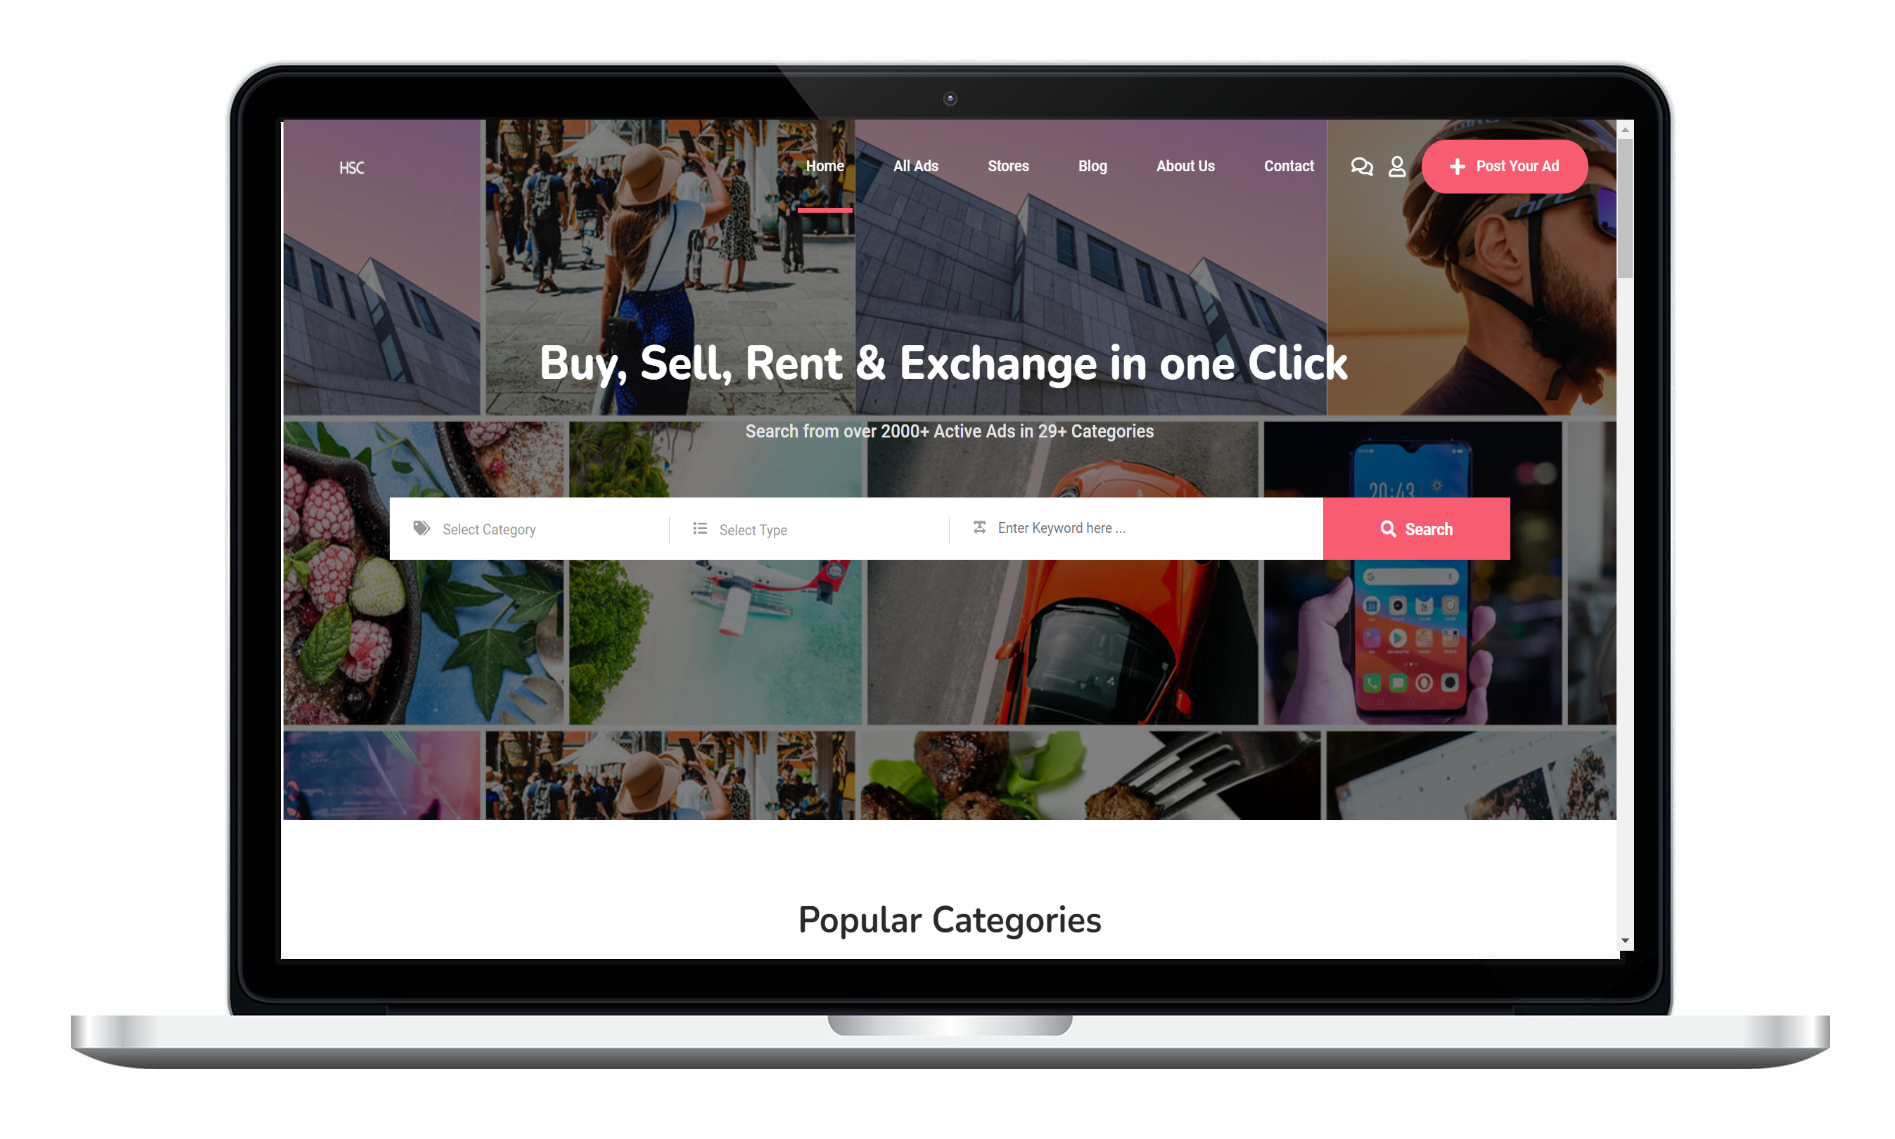 HSC
Home All Ads Stores Blog About Us Contact Post Your Ad
Buy, Sell, Rent & Exchange in one Click
Search from over 2000+ Active Ads in 29+ Categories
20:43
Select Category Select Type Enter Keyword here ... Search
Popular Categories